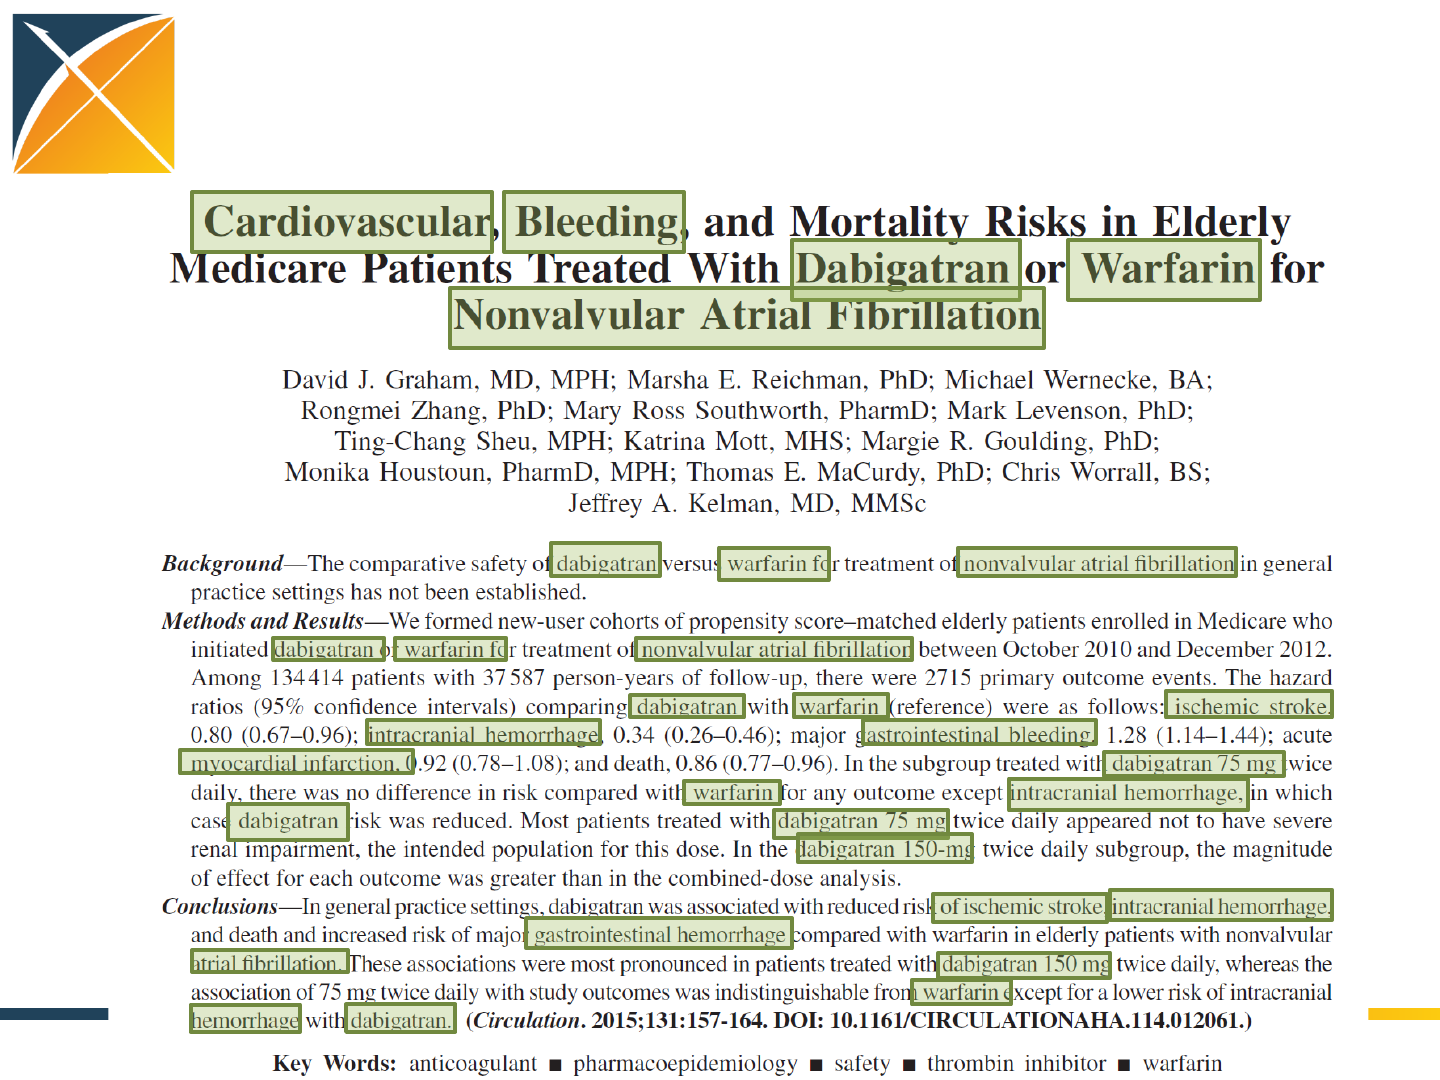 Cardiovascular, Bleeding, and Mortality Risks in Elderly
Medicare Patients Treated With Dabigatran or Warfarin for
Nonvalvular Atrial Fibrillation
David J. Graham, MD, MPH; Marsha E. Reichman, PhD; Michael Wernecke, BA;
Rongmei Zhang, PhD; Mary Ross Southworth, PharmD; Mark Levenson, PhD;
Ting-Chang Sheu, MPH; Katrina Mott, MHS; Margie R. Goulding, PhD;
Monika Houstoun, PharmD, MPH; Thomas E. MaCurdy, PhD; Chris Worrall, BS;
Jeffrey A. Kelman, MD, MMSc
Background—The comparative safety of dabigatran versus warfarin for treatment of nonvalvular atrial fibrillation in general
practice settings has not been established.
Methods and Results—We formed new-user cohorts of propensity score–matched elderly patients enrolled in Medicare who
initiated dabigatran or warfarin for treatment of nonvalvular atrial fibrillation between October 2010 and December 2012.
Among 134 414 patients with 37 587 person-years of follow-up, there were 2715 primary outcome events. The hazard
ratios (95% confidence intervals) comparing dabigatran with warfarin (reference) were as follows: ischemic stroke,
0.80 (0.67–0.96); intracranial hemorrhage, 0.34 (0.26–0.46); major gastrointestinal bleeding, 1.28 (1.14–1.44); acute
myocardial infarction, 0.92 (0.78–1.08); and death, 0.86 (0.77–0.96). In the subgroup treated with dabigatran 75 mg twice
daily, there was no difference in risk compared with warfarin for any outcome except intracranial hemorrhage, in which
case dabigatran risk was reduced. Most patients treated with dabigatran 75 mg twice daily appeared not to have severe
renal impairment, the intended population for this dose. In the dabigatran 150-mg twice daily subgroup, the magnitude
of effect for each outcome was greater than in the combined-dose analysis.
Conclusions—In general practice settings, dabigatran was associated with reduced risk of ischemic stroke, intracranial hemorrhage,
and death and increased risk of major gastrointestinal hemorrhage compared with warfarin in elderly patients with nonvalvular
atrial fibrillation. These associations were most pronounced in patients treated with dabigatran 150 mg twice daily, whereas the
association of 75 mg twice daily with study outcomes was indistinguishable from warfarin except for a lower risk of intracranial
hemorrhage with dabigatran. (Circulation. 2015;131:157-164. DOI: 10.1161/CIRCULATIONAHA.114.012061.)
Key Words: anticoagulant ■ pharmacoepidemiology ■ safety ■ thrombin inhibitor ■ warfarin